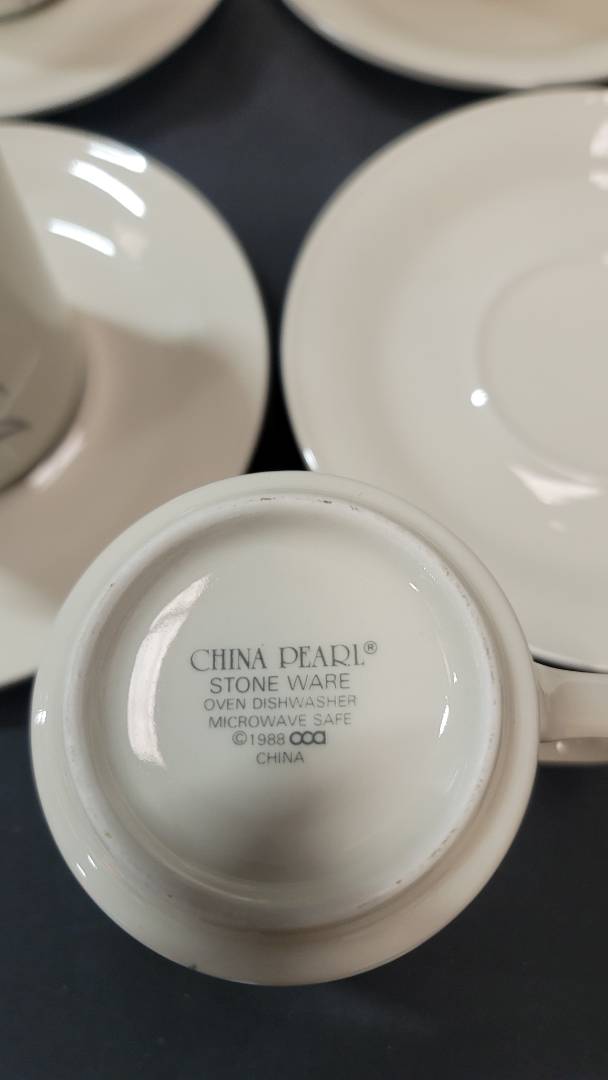 CHINA PEARL®
STONE WARE
OVEN DISHWASHER
MICROWAVE SAFE
©1988 CCA
CHINA